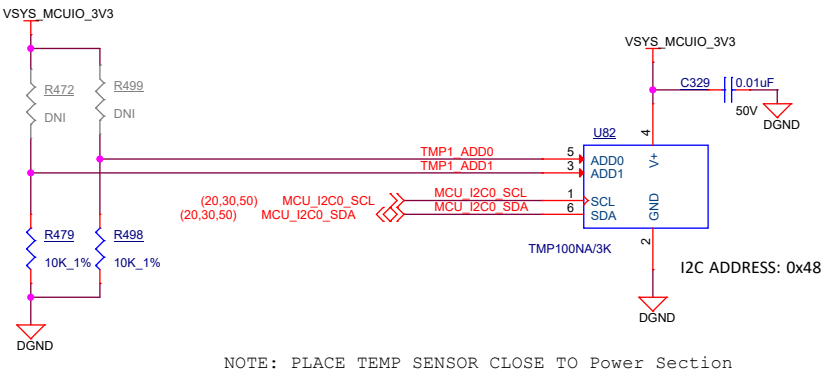 VSYS_MCUIO_3V3
VSYS_MCUIO_3V3
R472
DNI
R499
DNI
C329
0.01uF
50V
DGND
U82
4
V+
TMP1_ADD0
5
ADD0
TMP1_ADD1
3
ADD1
(20,30,50) MCU_I2C0_SCL
MCU_I2C0_SCL
1
SCL
(20,30,50) MCU_I2C0_SDA
MCU_I2C0_SDA
6
SDA
GND
2
R479
10K_1%
R498
10K_1%
TMP100NA/3K
I2C ADDRESS: 0x48
DGND
DGND
NOTE: PLACE TEMP SENSOR CLOSE TO Power Section